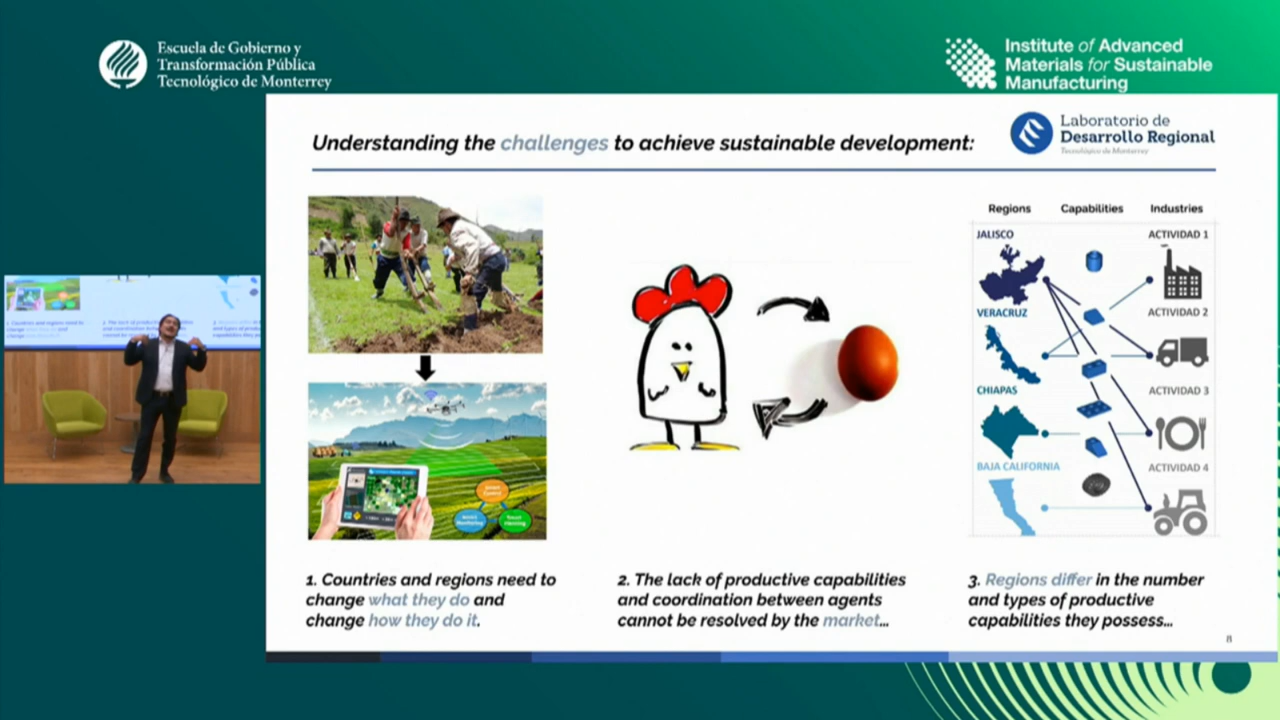 Escuela de Gobierno y
Transformación Pública
Tecnológico de Monterrey
Institute of Advanced
Materials for Sustainable
Manufacturing
Understanding the challenges to achieve sustainable development:
Laboratorio de
Desarrollo Regional
Tecnológico de Monterrey
Regions Capabilities Industries
JALISCO ACTIVIDAD 1
VERACRUZ ACTIVIDAD 2
CHIAPAS ACTIVIDAD 3
BAJA CALIFORNIA ACTIVIDAD 4
1. Countries and regions need to
change what they do and
change how they do it.
2. The lack of productive capabilities
and coordination between agents
cannot be resolved by the market...
3. Regions differ in the number
and types of productive
capabilities they possess...
8